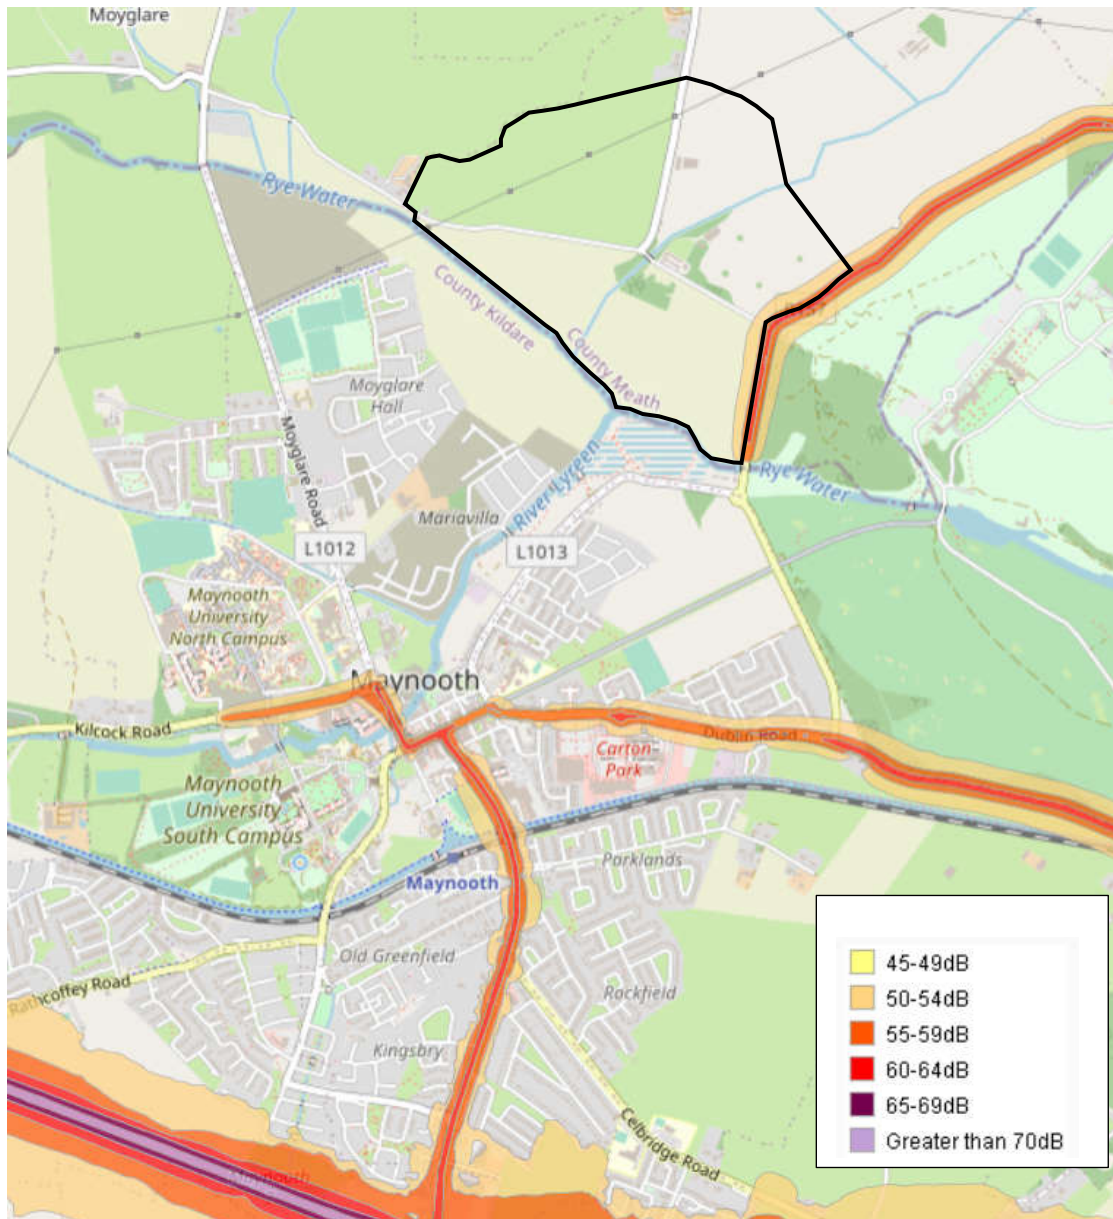 Moyglare
Rye Water
County Kildare
County Meath
Moyglare
Hall
Moyglare Road
River Lyreen
Rye Water
Mariavilla
L1012
L1013
Maynooth
University
North Campus
Maynooth
Kilcock Road
Dublin Road
Carton
Park
Maynooth
University
South Campus
Parklands
Maynooth
Old Greenfield
Rathcoffey Road
Rockfield
Kingsbry
Celbridge Road
Maynooth
45-49dB
50-54dB
55-59dB
60-64dB
65-69dB
Greater than 70dB